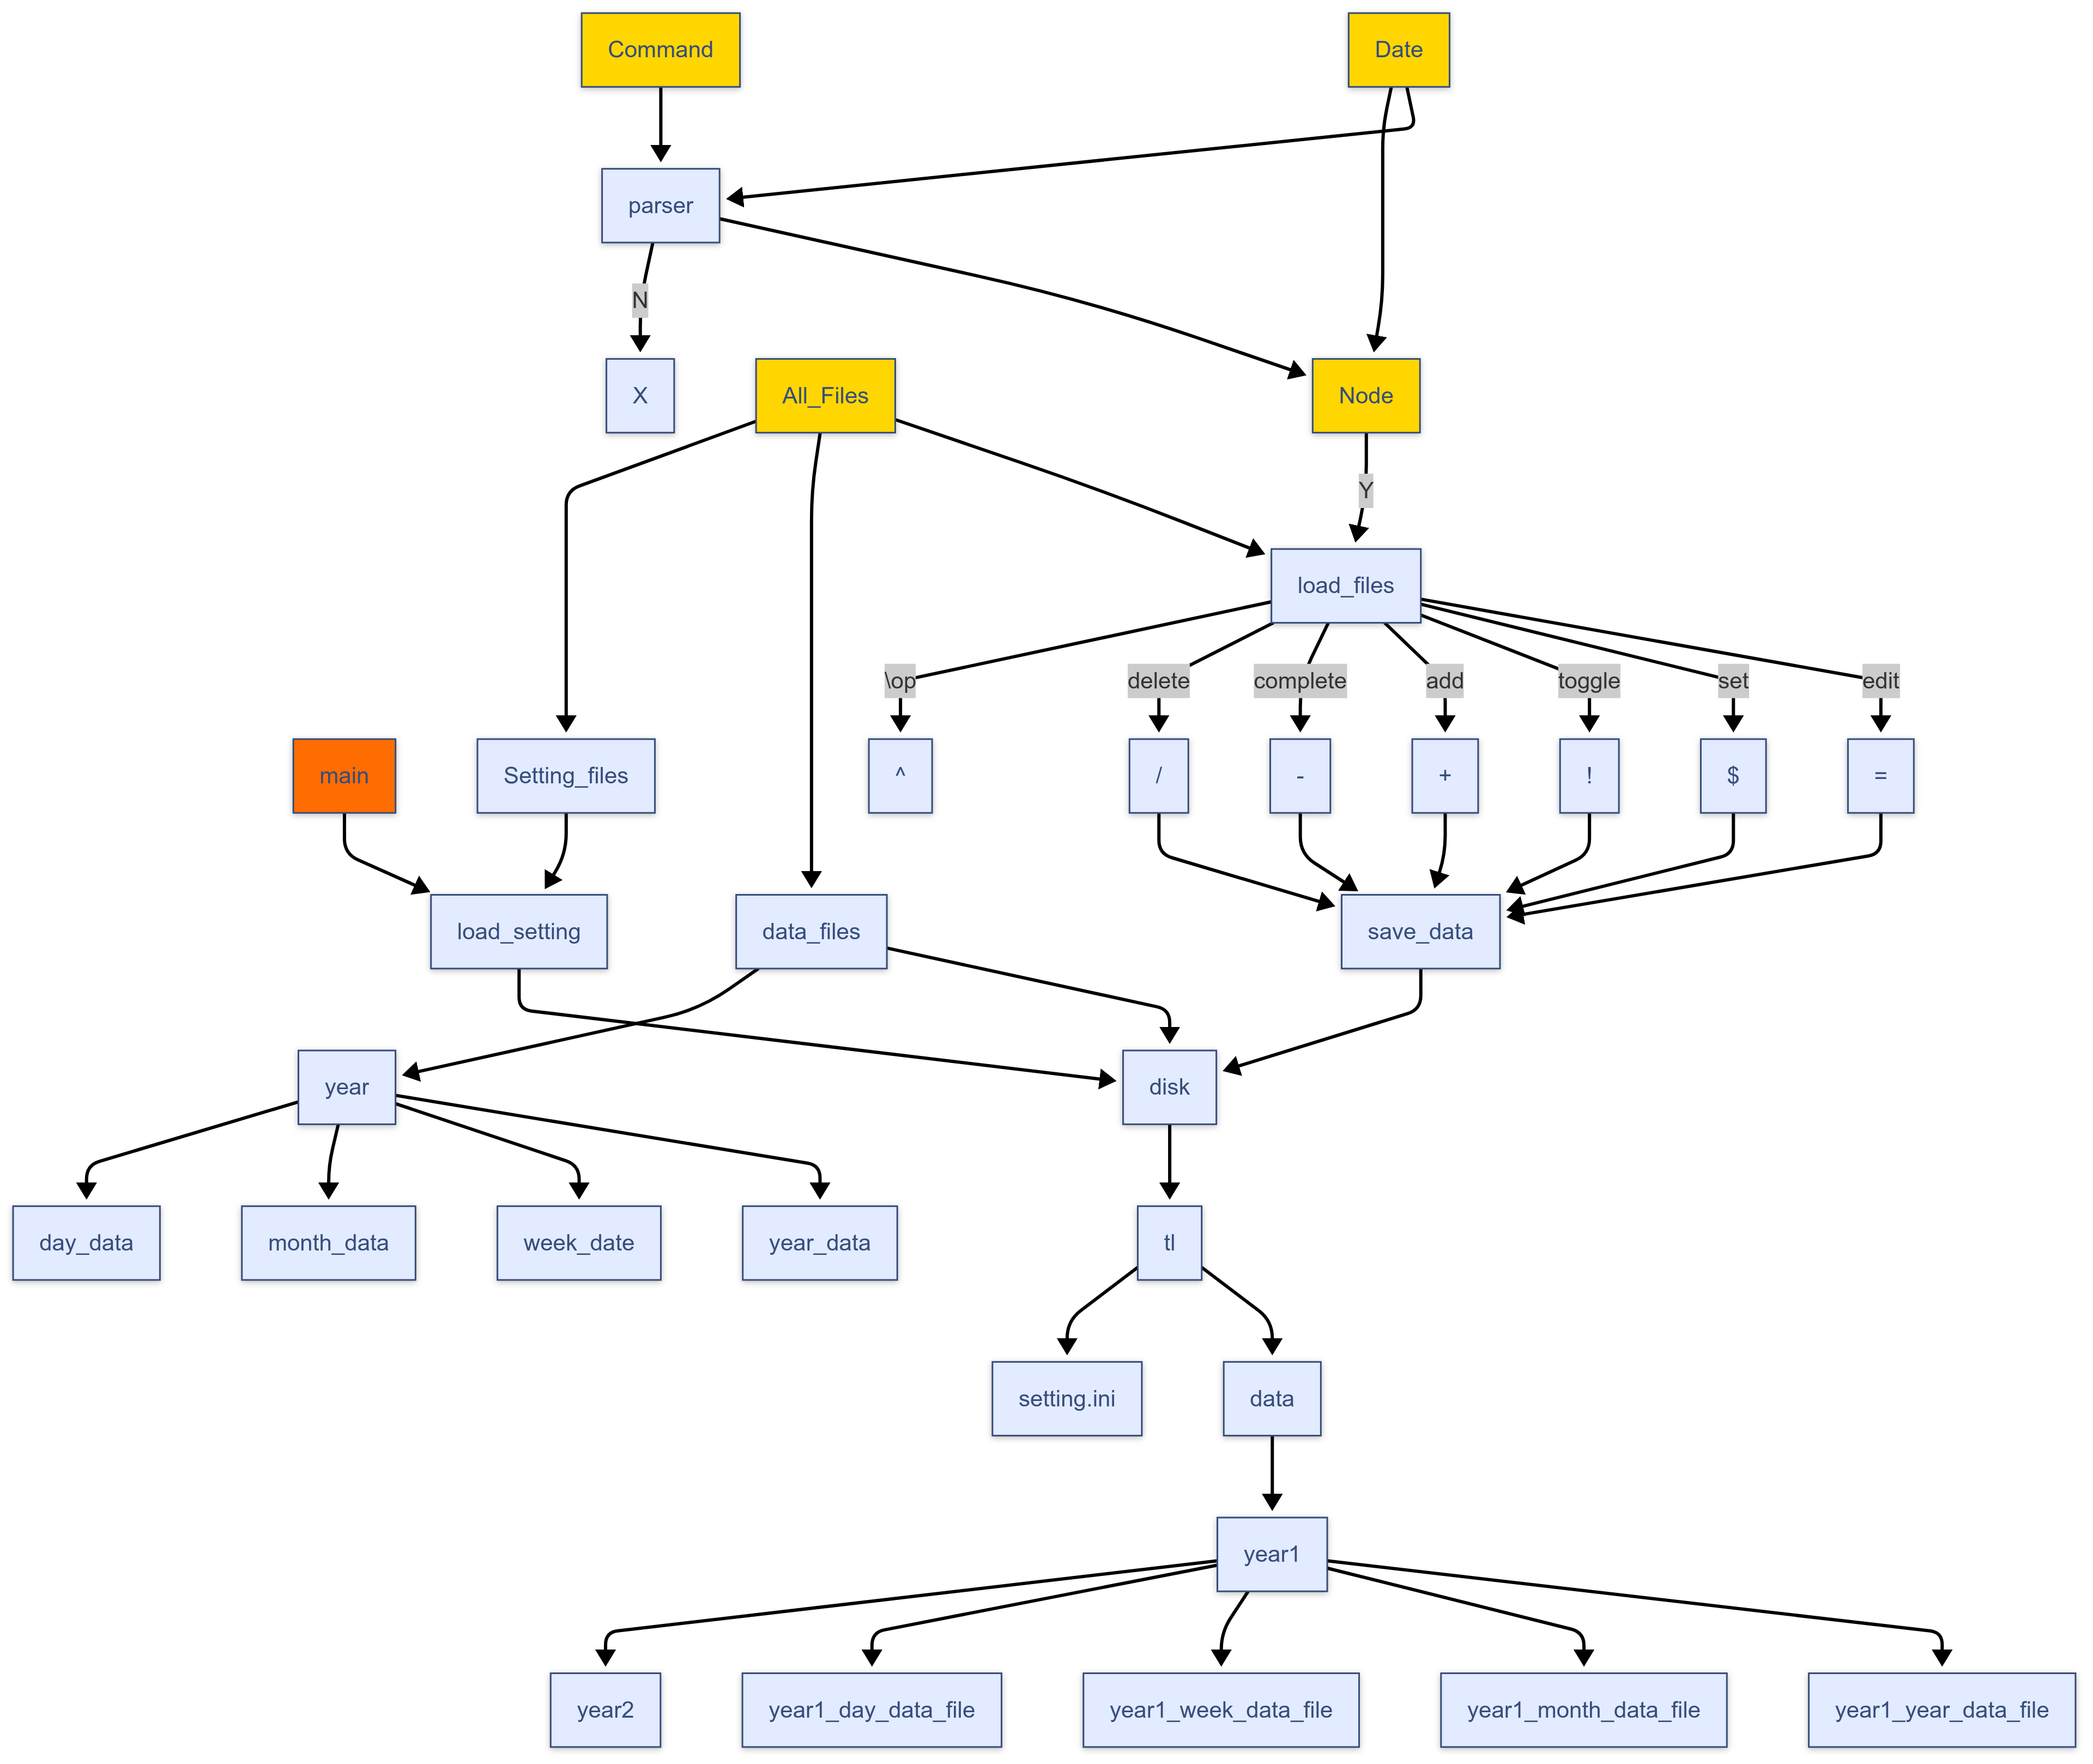 Command
Date
parser
N
X
All_Files
Node
Y
load_files
\op
delete
complete
add
toggle
set
edit
main
Setting_files
^
/
-
+
!
$
=
load_setting
data_files
save_data
year
disk
day_data
month_data
week_date
year_data
tl
setting.ini
data
year1
year2
year1_day_data_file
year1_week_data_file
year1_month_data_file
year1_year_data_file